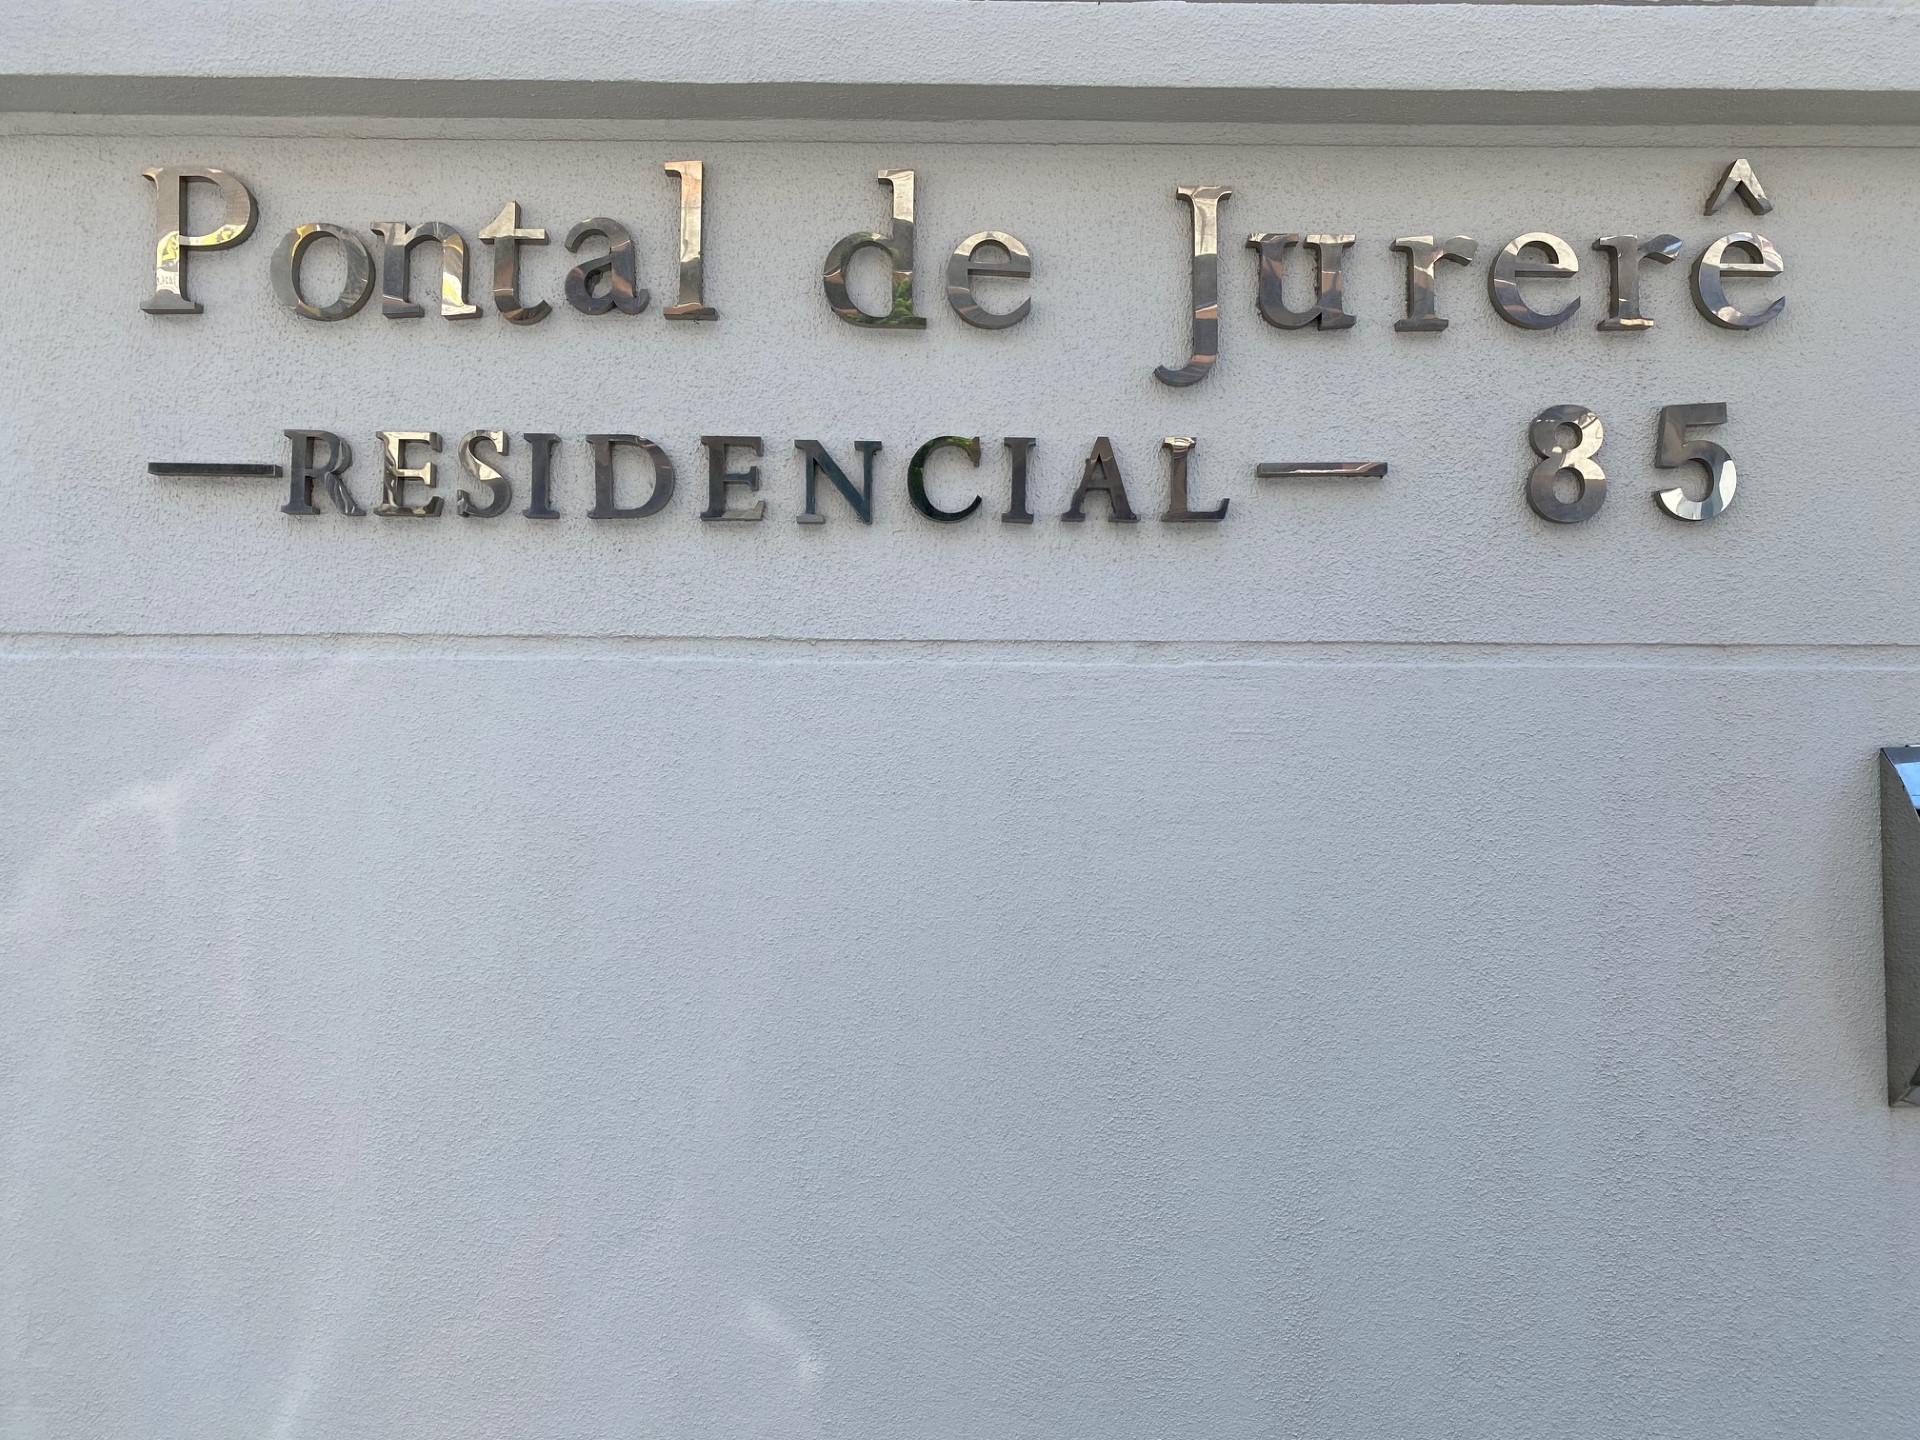 Pontal de Jurerê
—RESIDENCIAL— 85